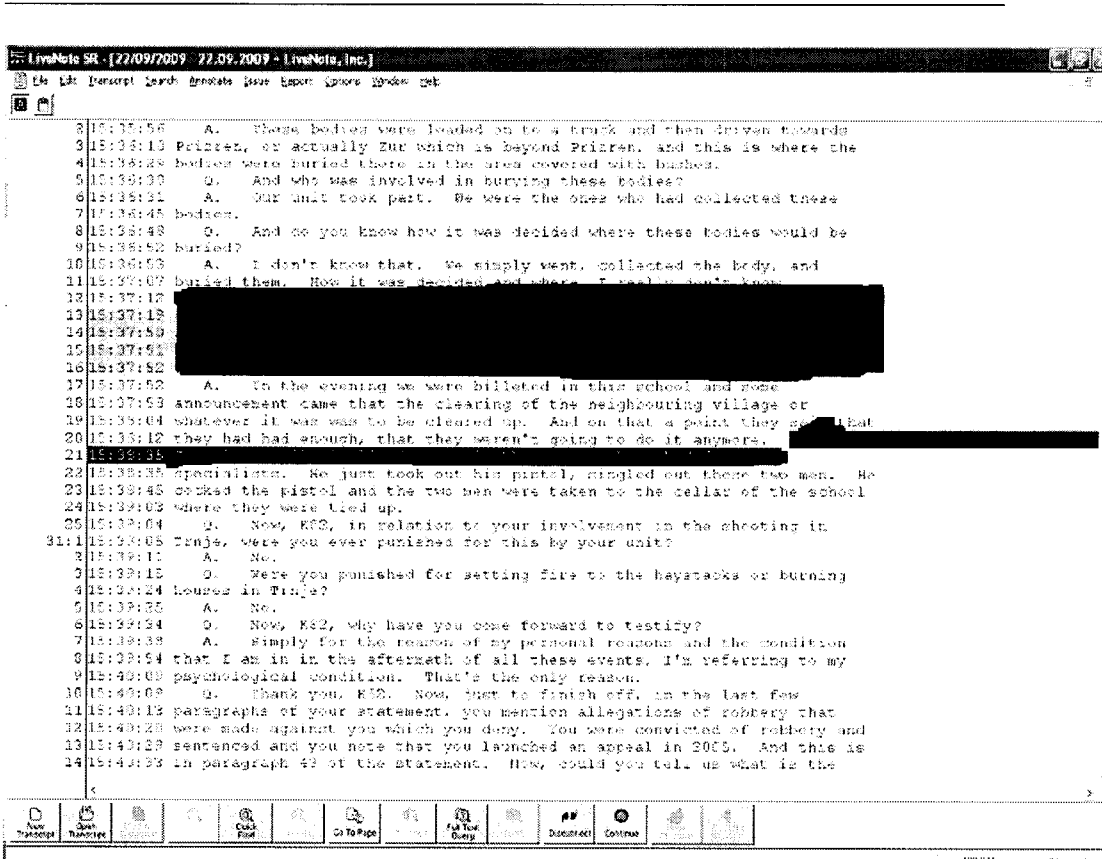 LiveNote SR - [22/09/2009 22.09.2009 - LiveNote, Inc.]
File Edit Transcript Search Annotate Issue Report Options Window Help
2 15:35:56 A. These bodies were loaded on to a truck and then driven towards
3 15:36:13 Prizren, or actually Zur which is beyond Prizren, and this is where the
4 15:36:29 bodies were buried there in the area covered with bushes.
5 15:36:30 Q. And who was involved in burying these bodies?
6 15:36:31 A. Our unit took part. We were the ones who had collected these
7 15:36:45 bodies.
8 15:36:48 Q. And do you know how it was decided where these bodies would be
9 15:36:52 buried?
10 15:36:53 A. I don't know that. We simply went, collected the body, and
11 15:37:07 buried them. How it was decided and where, I really don't know
12 15:37:12
13 15:37:19
14 15:37:50
15 15:37:51
16 15:37:52
17 15:37:52 A. In the evening we were billeted in this school and some
18 15:37:53 announcement came that the clearing of the neighbouring village or
19 whatever it was was to be cleared up. And on that a point they that
20 15:38:12 they had had enough, that they weren't going to do it anymore.
21
22 15:38:35 specialists. He just took out his pistol, singled out these two men. He
23 15:38:45 cocked the pistol and the two men were taken to the cellar of the school
24 15:39:03 where they were tied up.
25 15:39:04 Q. Now, K82, in relation to your involvement in the shooting in
31:1 15:39:05 Trnje, were you ever punished for this by your unit?
2 15:39:11 A. No.
3 15:39:15 Q. Were you punished for setting fire to the haystacks or burning
4 15:39:24 houses in Trnje?
5 15:39:25 A. No.
6 15:39:34 Q. Now, K82, why have you come forward to testify?
7 15:39:38 A. Simply for the reason of my personal reasons and the condition
8 15:39:54 that I am in in the aftermath of all these events, I'm referring to my
9 15:40:00 psychological condition. That's the only reason.
10 15:40:09 Q. Thank you, K82. Now, just to finish off, in the last few
11 15:40:13 paragraphs of your statement, you mention allegations of robbery that
12 15:40:20 were made against you which you deny. You were convicted of robbery and
13 15:40:29 sentenced and you note that you launched an appeal in 2005. And this is
14 15:40:33 in paragraph 43 of the statement. Now, could you tell us what is the
New Transcript
Open Transcript
Quick Find
Go To Page
Full Text Query
Disconnect
Continue